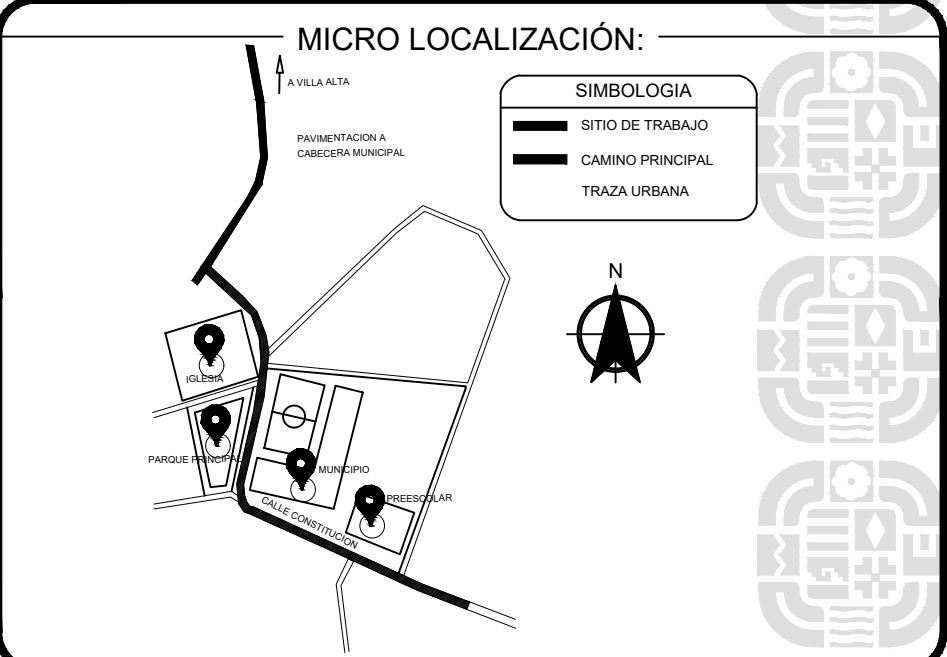 MICRO LOCALIZACIÓN:
A VILLA ALTA
PAVIMENTACION A
CABECERA MUNICIPAL
SIMBOLOGIA
SITIO DE TRABAJO
CAMINO PRINCIPAL
TRAZA URBANA
N
IGLESIA
PARQUE PRINCIPAL
MUNICIPIO
PREESCOLAR
CALLE CONSTITUCION